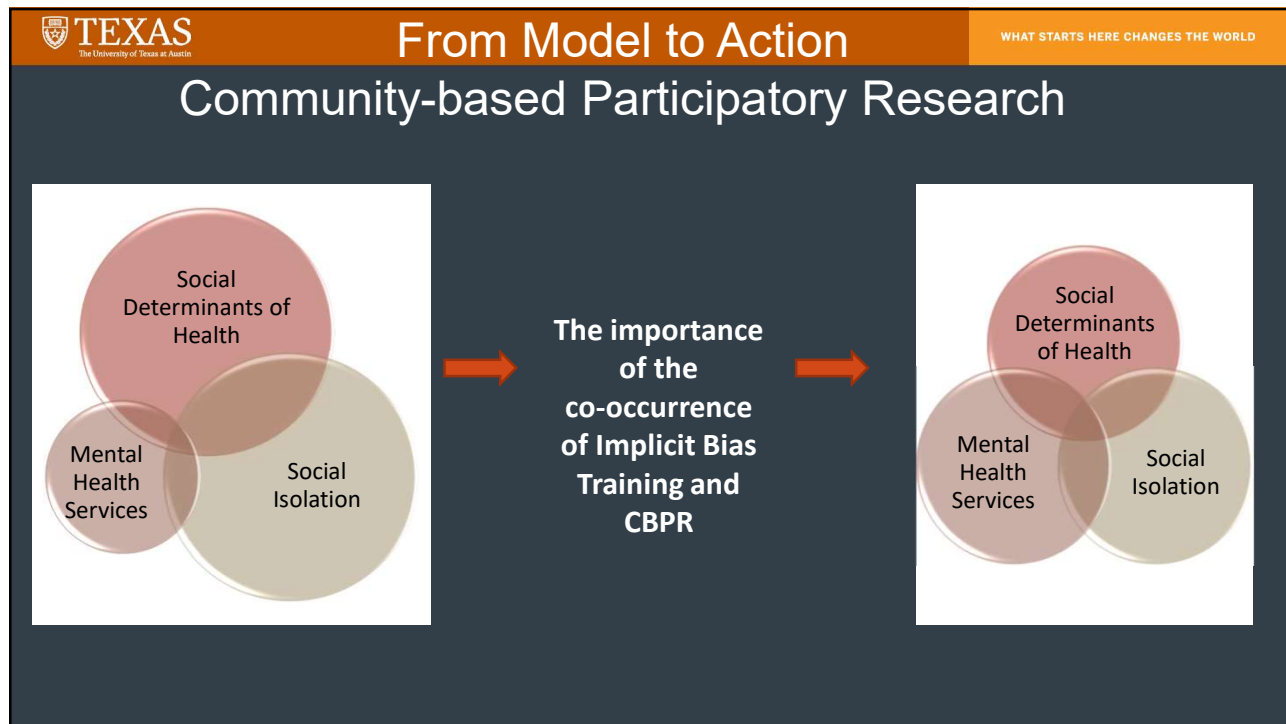 TEXAS
The University of Texas at Austin
From Model to Action
WHAT STARTS HERE CHANGES THE WORLD
Community-based Participatory Research
Social
Determinants of
Health
Mental
Health
Services
Social
Isolation
The importance
of the
co-occurrence
of Implicit Bias
Training and
CBPR
Social
Determinants
of Health
Mental
Health
Services
Social
Isolation